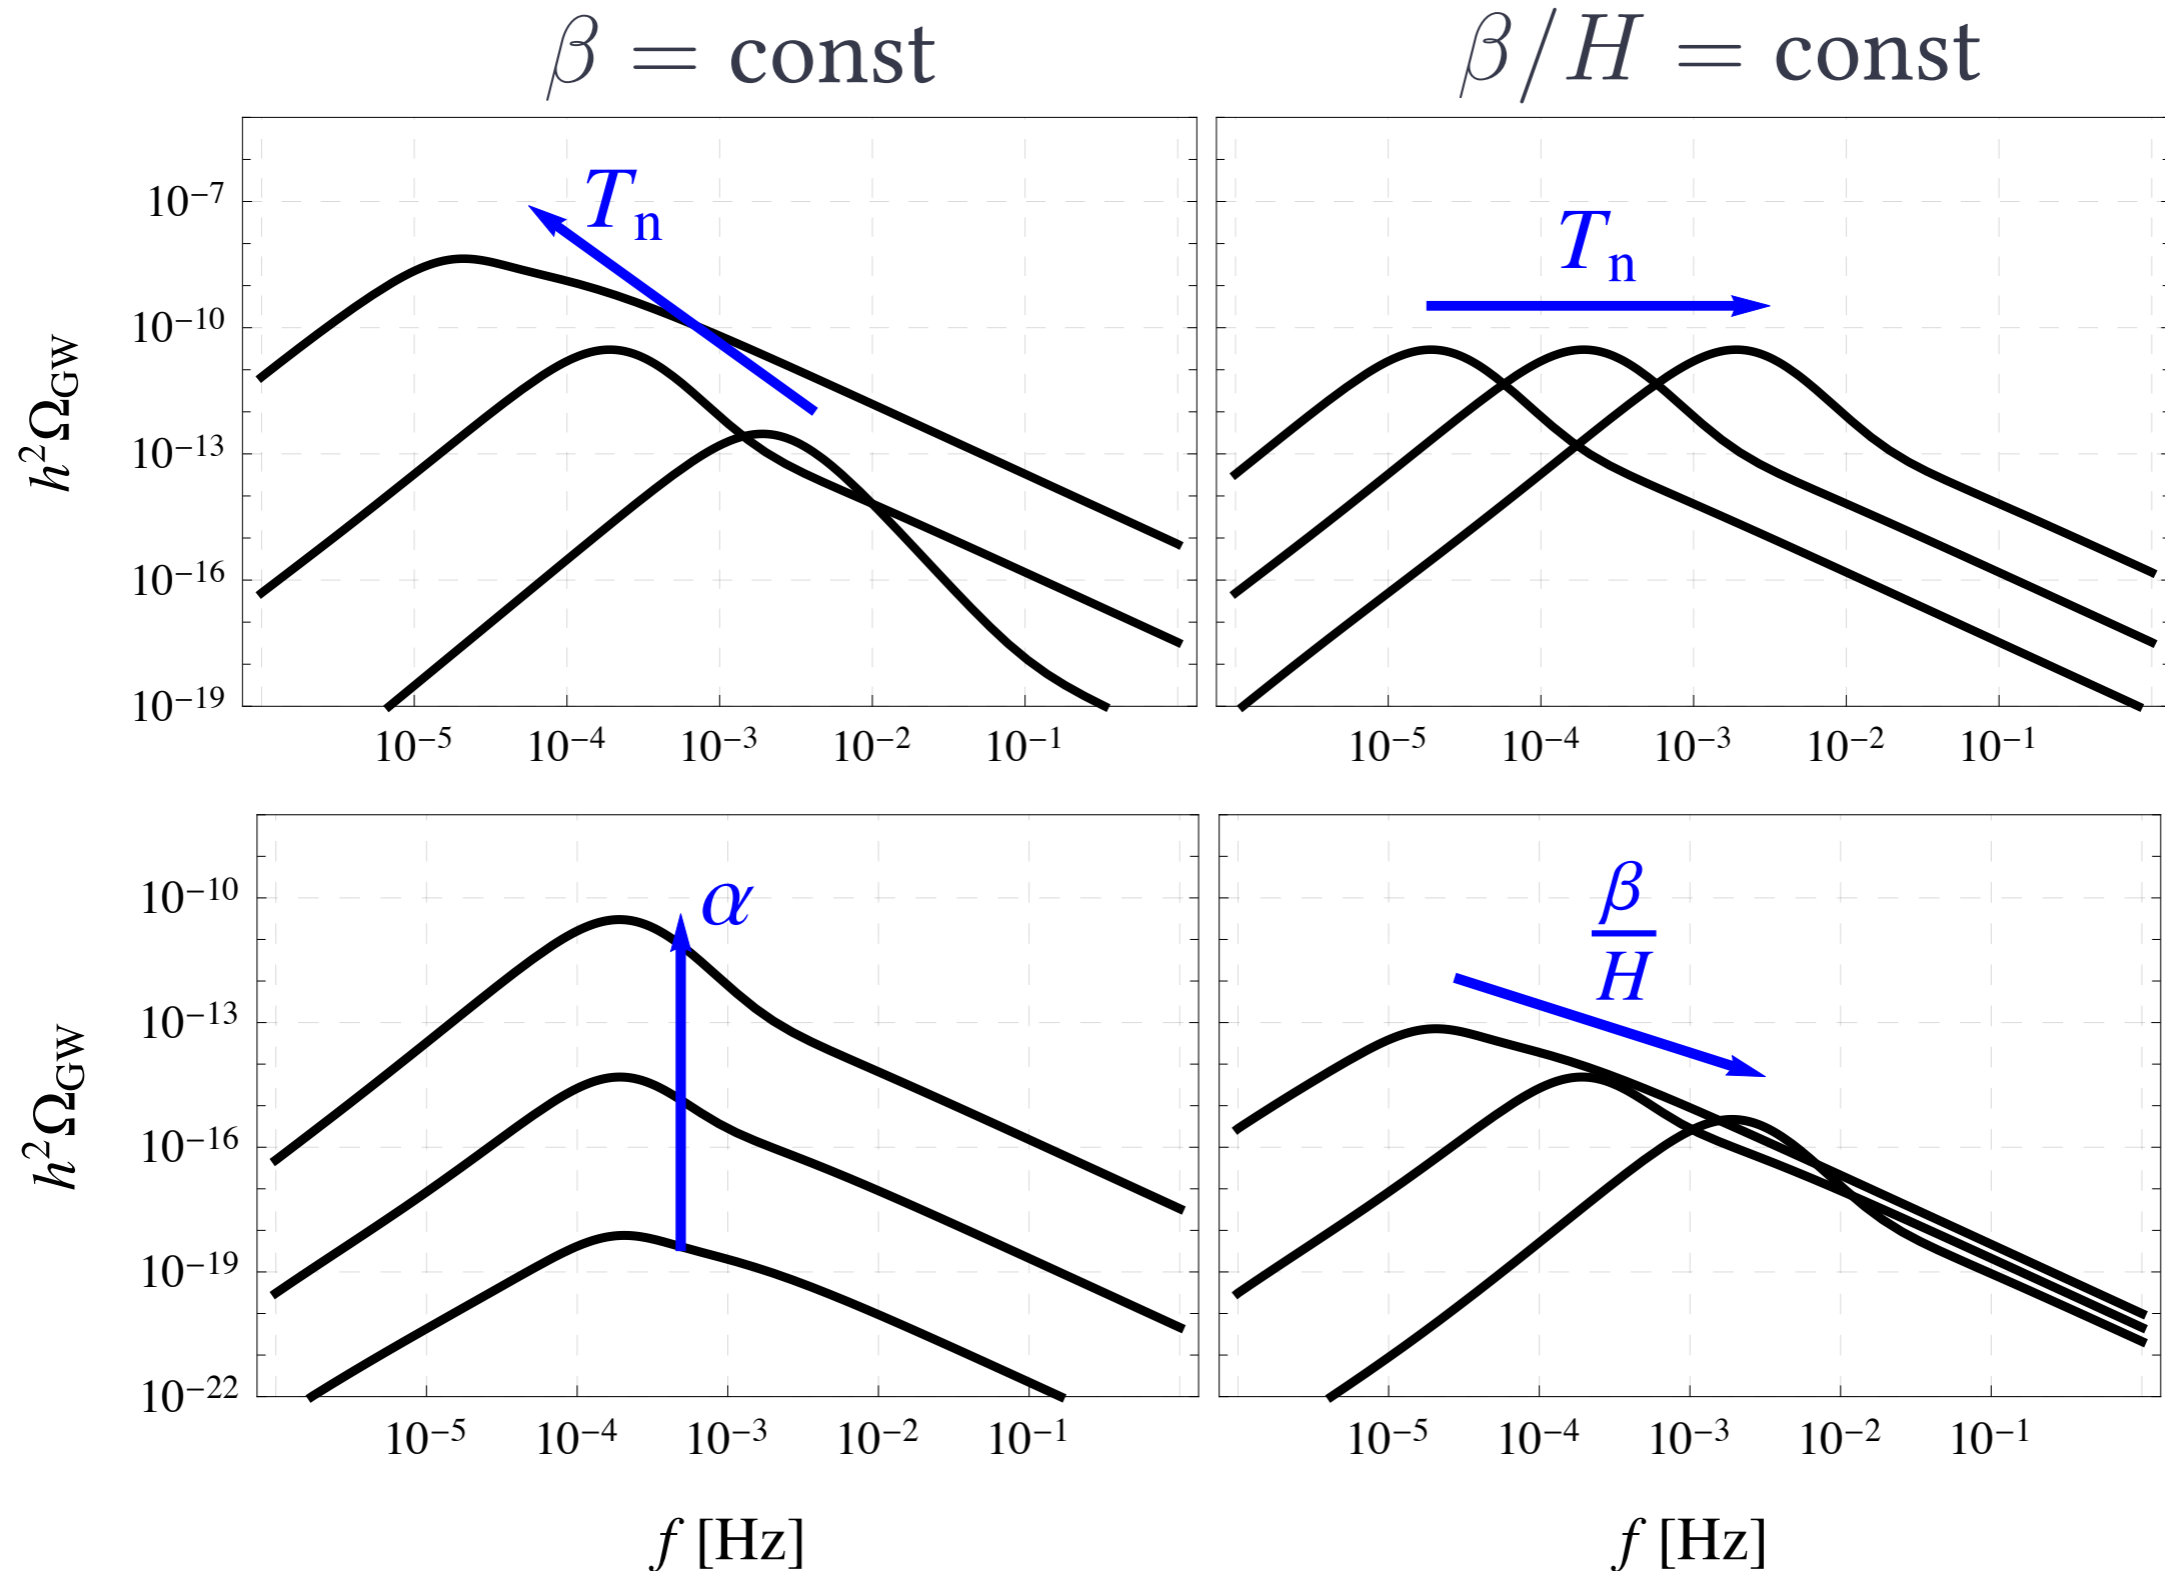 β = const
β/H = const
h²Ω_GW
10⁻⁷
10⁻¹⁰
10⁻¹³
10⁻¹⁶
10⁻¹⁹
T_n
10⁻⁵ 10⁻⁴ 10⁻³ 10⁻² 10⁻¹
T_n
10⁻⁵ 10⁻⁴ 10⁻³ 10⁻² 10⁻¹
h²Ω_GW
10⁻¹⁰
10⁻¹³
10⁻¹⁶
10⁻¹⁹
10⁻²²
α
10⁻⁵ 10⁻⁴ 10⁻³ 10⁻² 10⁻¹
f [Hz]
β
H
10⁻⁵ 10⁻⁴ 10⁻³ 10⁻² 10⁻¹
f [Hz]